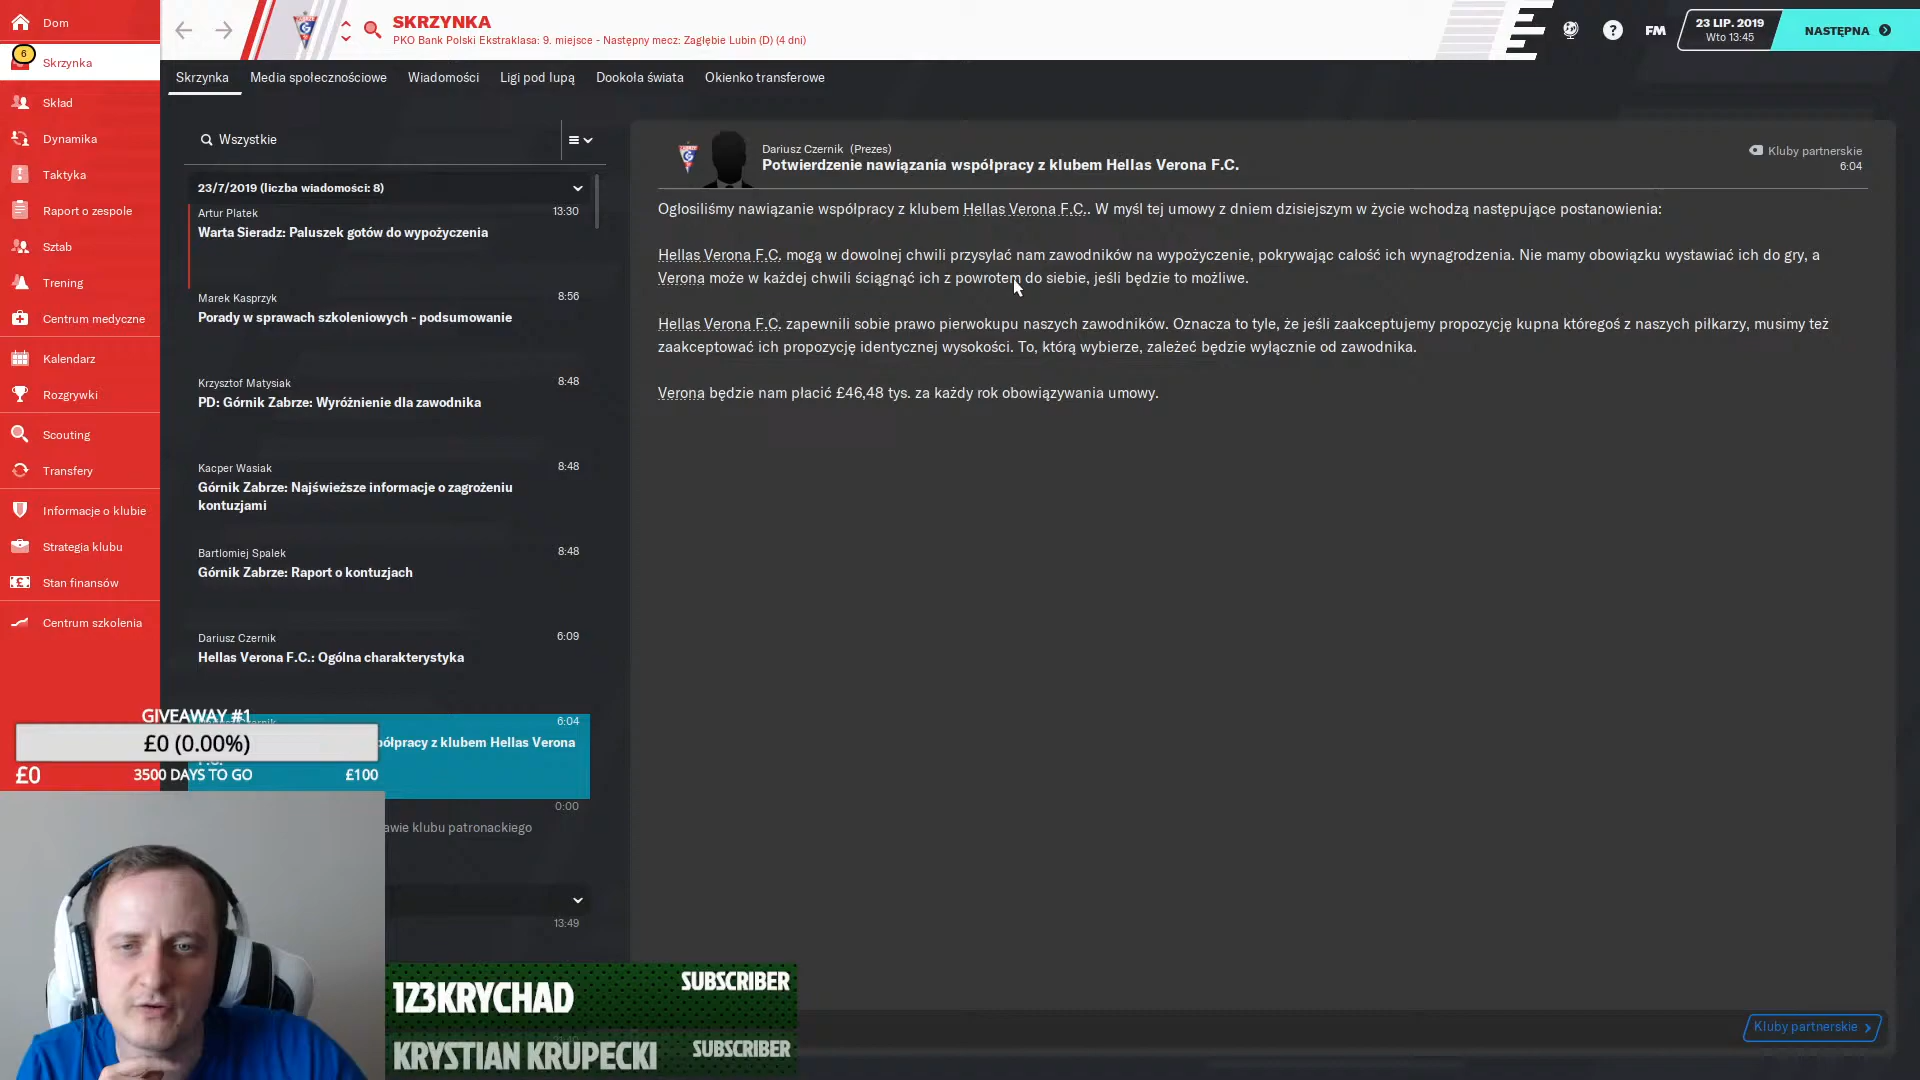 Dom
6
Skrzynka
Skład
Dynamika
Taktyka
Raport o zespole
Sztab
Trening
Centrum medyczne
Kalendarz
Rozgrywki
Scouting
Transfery
Informacje o klubie
Strategia klubu
Stan finansów
Centrum szkolenia
SKRZYNKA
PKO Bank Polski Ekstraklasa: 9. miejsce - Następny mecz: Zagłębie Lubin (D) (4 dni)
FM
23 LIP. 2019
Wto 13:45
NASTĘPNA
Skrzynka Media społecznościowe Wiadomości Ligi pod lupą Dookoła świata Okienko transferowe
Wszystkie
23/7/2019 (liczba wiadomości: 8)
Artur Płatek 13:30
Warta Sieradz: Paluszek gotów do wypożyczenia
Marek Kasprzyk 8:56
Porady w sprawach szkoleniowych - podsumowanie
Krzysztof Matysiak 8:48
PD: Górnik Zabrze: Wyróżnienie dla zawodnika
Kacper Wasiak 8:48
Górnik Zabrze: Najświeższe informacje o zagrożeniu
kontuzjami
Bartłomiej Spałek 8:48
Górnik Zabrze: Raport o kontuzjach
Dariusz Czernik 6:09
Hellas Verona F.C.: Ogólna charakterystyka
6:04
półpracy z klubem Hellas Verona
0:00
awie klubu patronackiego
13:49
Dariusz Czernik (Prezes)
Potwierdzenie nawiązania współpracy z klubem Hellas Verona F.C.
Kluby partnerskie
6:04
Ogłosiliśmy nawiązanie współpracy z klubem Hellas Verona F.C.. W myśl tej umowy z dniem dzisiejszym w życie wchodzą następujące postanowienia:
Hellas Verona F.C. mogą w dowolnej chwili przysyłać nam zawodników na wypożyczenie, pokrywając całość ich wynagrodzenia. Nie mamy obowiązku wystawiać ich do gry, a
Verona może w każdej chwili ściągnąć ich z powrotem do siebie, jeśli będzie to możliwe.
Hellas Verona F.C. zapewnili sobie prawo pierwokupu naszych zawodników. Oznacza to tyle, że jeśli zaakceptujemy propozycję kupna któregoś z naszych piłkarzy, musimy też
zaakceptować ich propozycję identycznej wysokości. To, którą wybierze, zależeć będzie wyłącznie od zawodnika.
Verona będzie nam płacić £46,48 tys. za każdy rok obowiązywania umowy.
Kluby partnerskie
GIVEAWAY #1
£0 (0.00%)
£0 3500 DAYS TO GO £100
123KRYCHAD SUBSCRIBER
KRYSTIAN KRUPECKI SUBSCRIBER